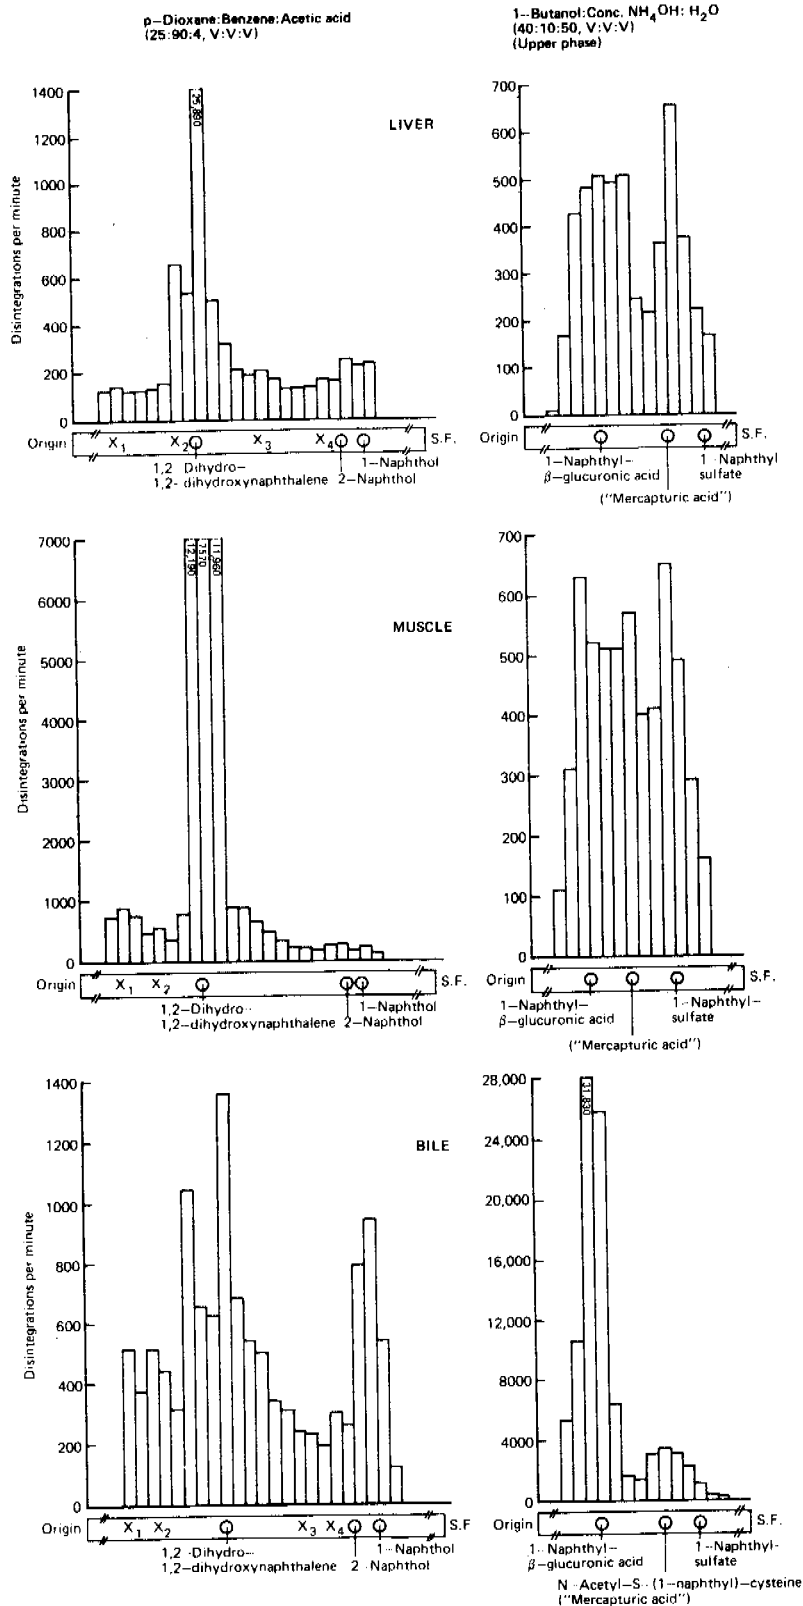 p-Dioxane:Benzene:Acetic acid
(25:90:4, V:V:V)
1-Butanol:Conc. NH4OH: H2O
(40:10:50, V:V:V)
(Upper phase)
LIVER
Disintegrations per minute
1400
1200
1000
800
600
400
200
0
25,890
Origin X1 X2 X3 X4 S.F.
1,2 Dihydro-
1,2-dihydroxynaphthalene
1-Naphthol
2-Naphthol
700
600
500
400
300
200
100
0
Origin S.F.
1-Naphthyl-
β-glucuronic acid
1-Naphthyl
sulfate
("Mercapturic acid")
MUSCLE
Disintegrations per minute
7000
6000
5000
4000
3000
2000
1000
0
12,190
7570
11,960
Origin X1 X2 S.F.
1,2-Dihydro-
1,2-dihydroxynaphthalene
1-Naphthol
2-Naphthol
700
600
500
400
300
200
100
0
Origin S.F.
1-Naphthyl-
β-glucuronic acid
1-Naphthyl-
sulfate
("Mercapturic acid")
BILE
Disintegrations per minute
1400
1200
1000
800
600
400
200
0
Origin X1 X2 X3 X4 S.F
1,2-Dihydro-
1,2-dihydroxynaphthalene
1-Naphthol
2-Naphthol
28,000
24,000
20,000
16,000
12,000
8000
4000
0
31,830
Origin S.F.
1-Naphthyl-
β-glucuronic acid
1-Naphthyl-
sulfate
N-Acetyl-S-(1-naphthyl)-cysteine
("Mercapturic acid")